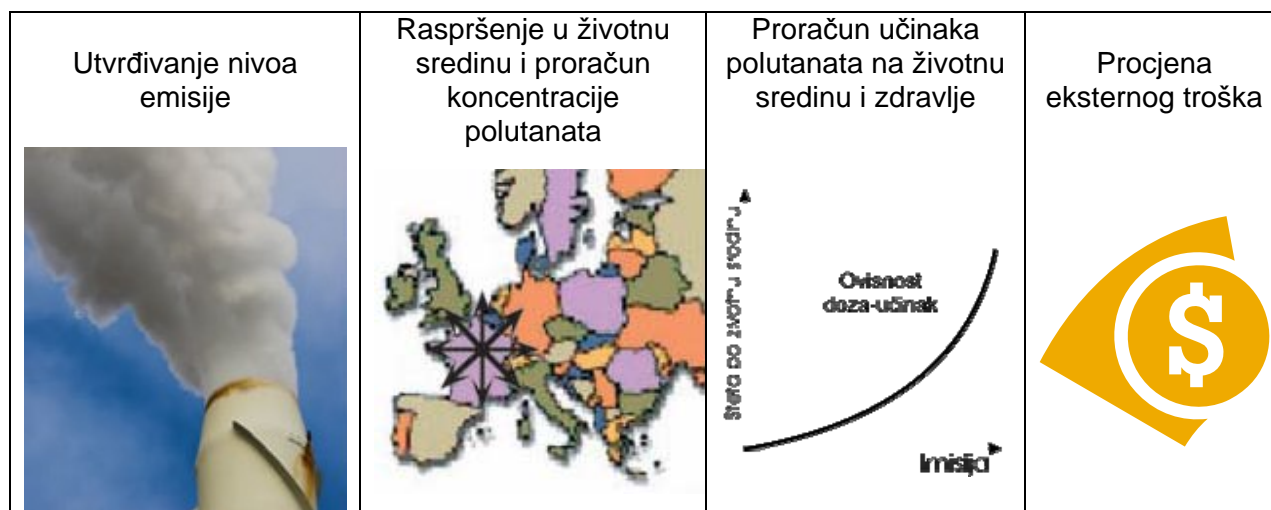 Utvrđivanje nivoa
emisije
Raspršenje u životnu
sredinu i proračun
koncentracije
polutanata
Proračun učinaka
polutanata na životnu
sredinu i zdravlje
Procjena
eksternog troška
Ovisnost
doza-učinak
Imisija
$